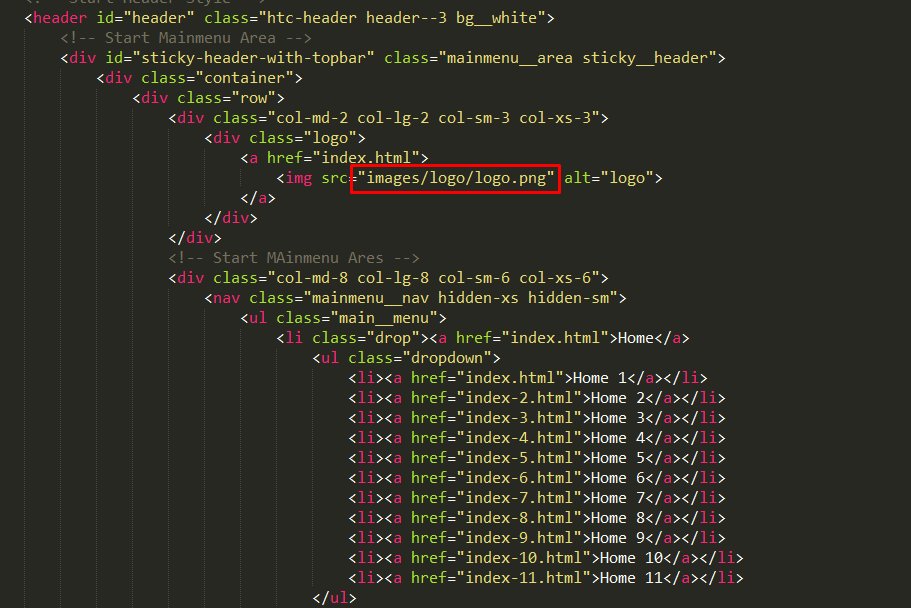 <header id="header" class="htc-header header--3 bg__white">
<!-- Start Mainmenu Area -->
<div id="sticky-header-with-topbar" class="mainmenu__area sticky__header">
<div class="container">
<div class="row">
<div class="col-md-2 col-lg-2 col-sm-3 col-xs-3">
<div class="logo">
<a href="index.html">
<img src="images/logo/logo.png" alt="logo">
</a>
</div>
</div>
<!-- Start MAinmenu Ares -->
<div class="col-md-8 col-lg-8 col-sm-6 col-xs-6">
<nav class="mainmenu__nav hidden-xs hidden-sm">
<ul class="main__menu">
<li class="drop"><a href="index.html">Home</a>
<ul class="dropdown">
<li><a href="index.html">Home 1</a></li>
<li><a href="index-2.html">Home 2</a></li>
<li><a href="index-3.html">Home 3</a></li>
<li><a href="index-4.html">Home 4</a></li>
<li><a href="index-5.html">Home 5</a></li>
<li><a href="index-6.html">Home 6</a></li>
<li><a href="index-7.html">Home 7</a></li>
<li><a href="index-8.html">Home 8</a></li>
<li><a href="index-9.html">Home 9</a></li>
<li><a href="index-10.html">Home 10</a></li>
<li><a href="index-11.html">Home 11</a></li>
</ul>